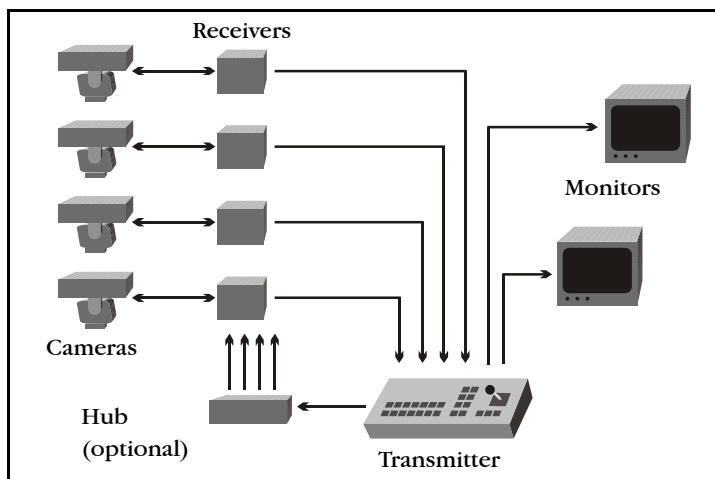 Receivers
Monitors
Cameras
Hub
(optional)
Transmitter